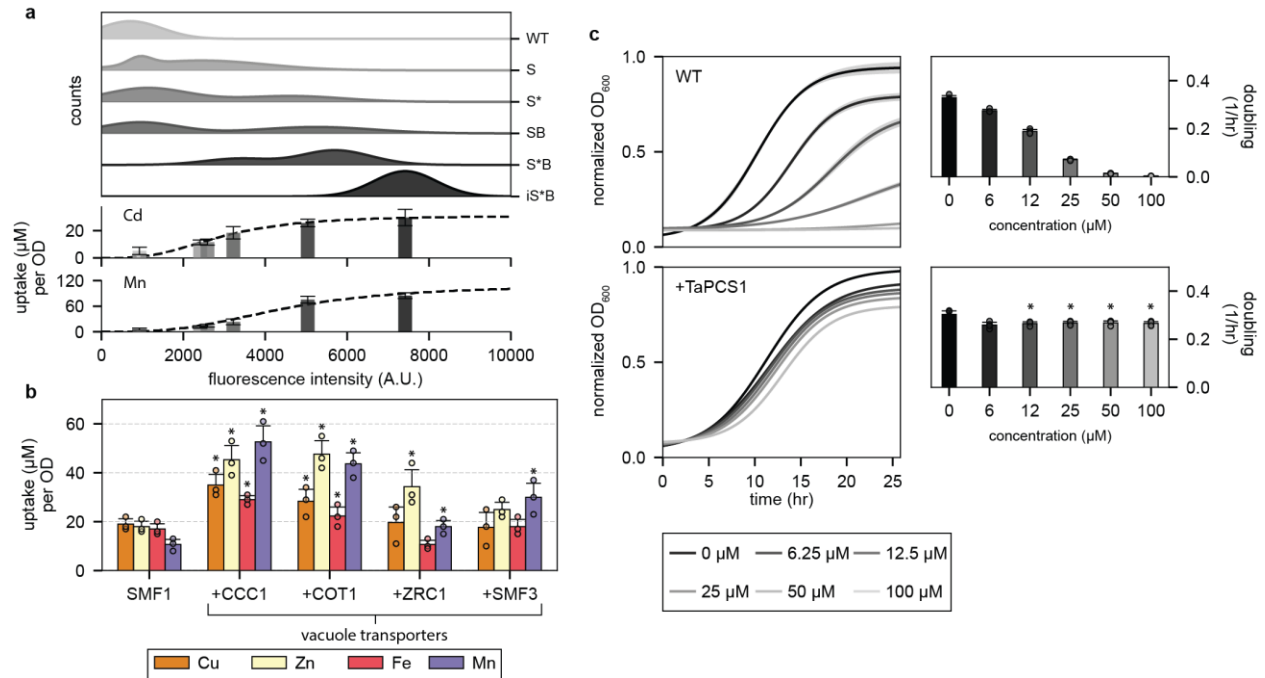 a
counts
WT
S
S*
SB
S*B
iS*B
uptake (µM)
per OD
Cd
20
0
Mn
120
60
0
0 2000 4000 6000 8000 10000
fluorescence intensity (A.U.)
b
uptake (µM)
per OD
60
40
20
0
* * * * * * * * * * *
SMF1 +CCC1 +COT1 +ZRC1 +SMF3
vacuole transporters
Cu Zn Fe Mn
c
normalized OD600
1.0
0.5
0.0
WT
0.4
0.2
0.0
doubling
(1/hr)
0 6 12 25 50 100
concentration (µM)
normalized OD600
1.0
0.5
0.0
+TaPCS1
0 5 10 15 20 25
time (hr)
* * * * *
0.4
0.2
0.0
doubling
(1/hr)
0 6 12 25 50 100
concentration (µM)
0 µM 6.25 µM 12.5 µM
25 µM 50 µM 100 µM